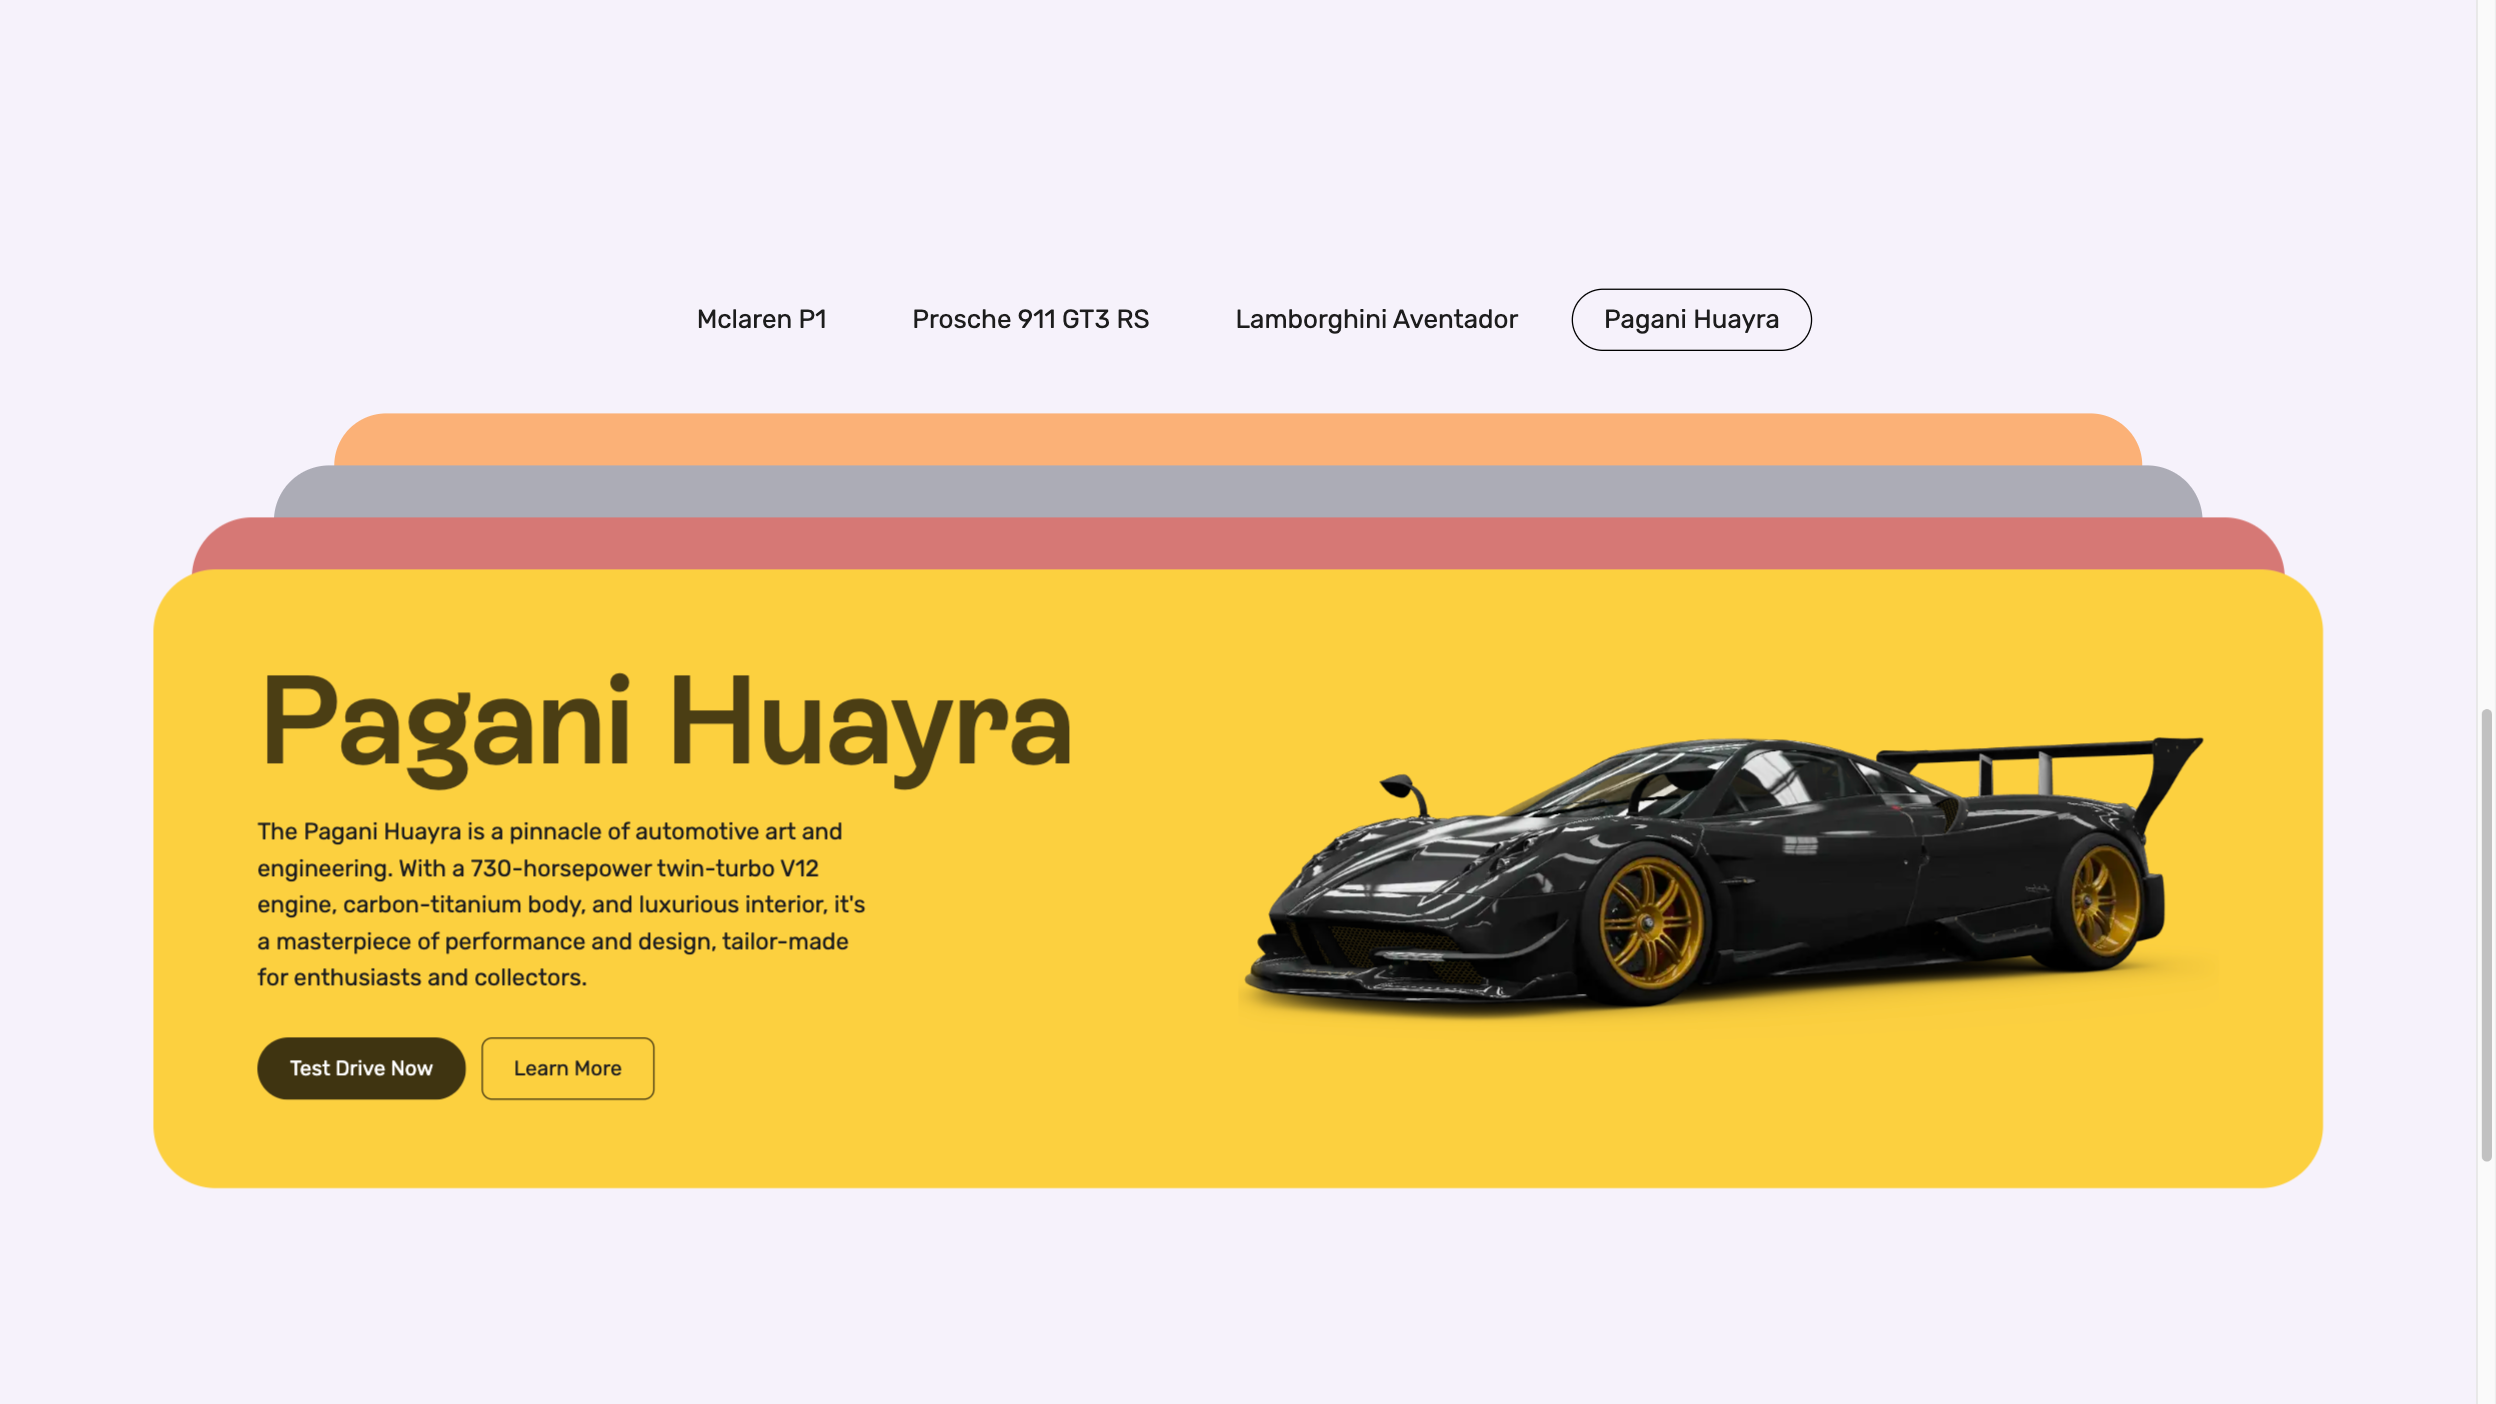 Mclaren P1
Prosche 911 GT3 RS
Lamborghini Aventador
Pagani Huayra
Pagani Huayra
The Pagani Huayra is a pinnacle of automotive art and
engineering. With a 730-horsepower twin-turbo V12
engine, carbon-titanium body, and luxurious interior, it's
a masterpiece of performance and design, tailor-made
for enthusiasts and collectors.
Test Drive Now
Learn More